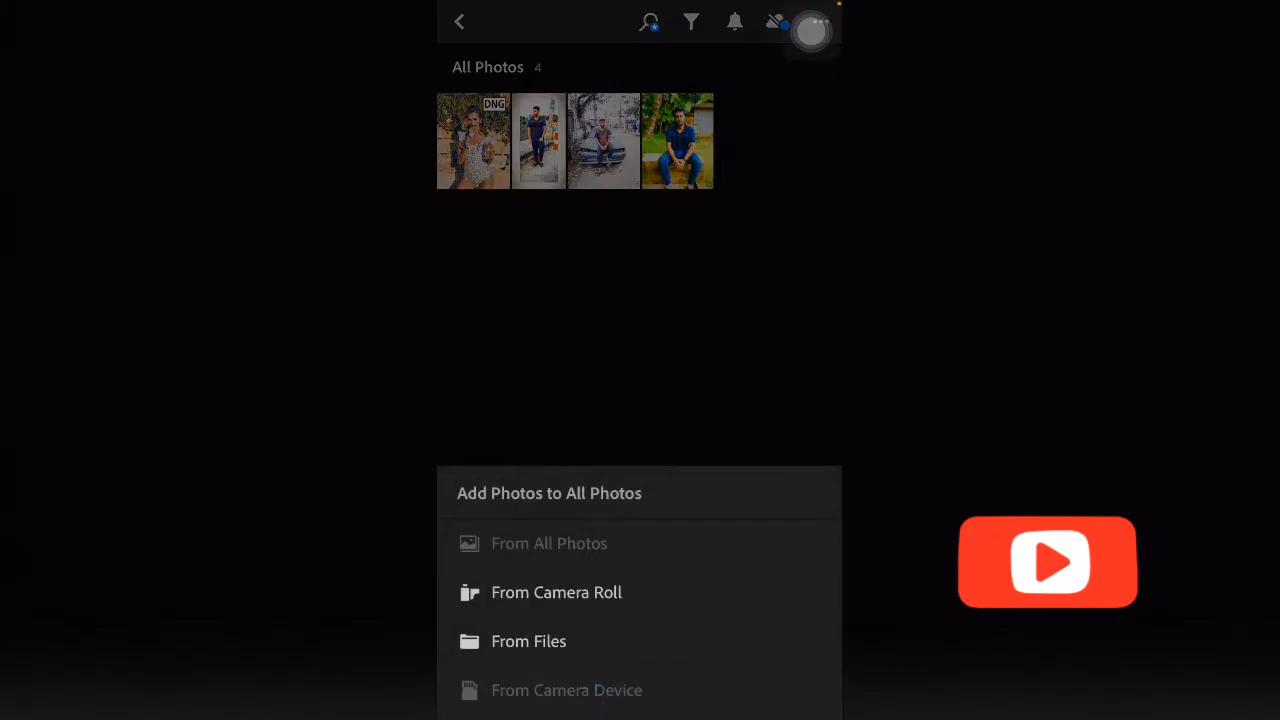 All Photos 4
DNG
Add Photos to All Photos
From All Photos
From Camera Roll
From Files
From Camera Device